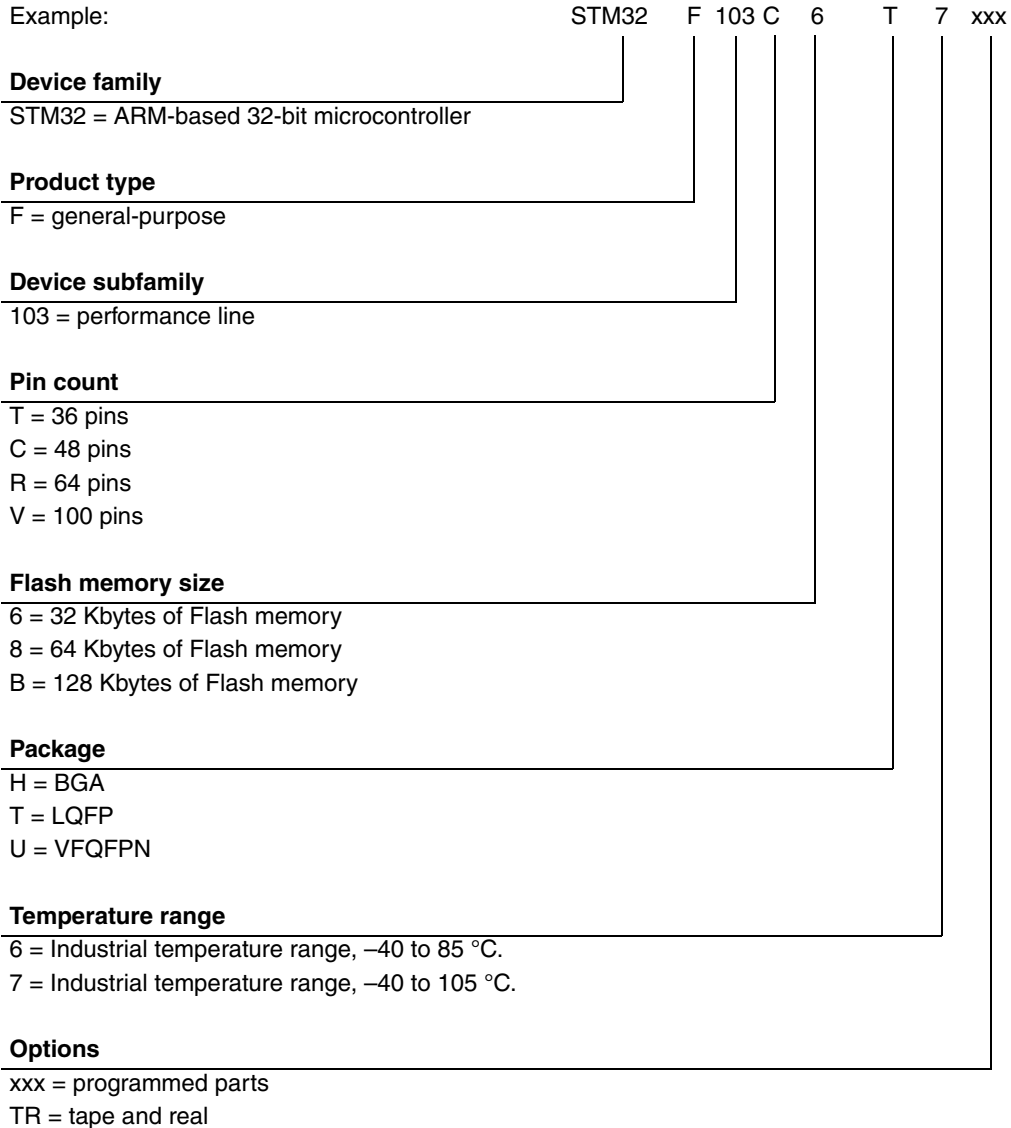 Example: STM32 F 103 C 6 T 7 xxx
Device family
STM32 = ARM-based 32-bit microcontroller
Product type
F = general-purpose
Device subfamily
103 = performance line
Pin count
T = 36 pins
C = 48 pins
R = 64 pins
V = 100 pins
Flash memory size
6 = 32 Kbytes of Flash memory
8 = 64 Kbytes of Flash memory
B = 128 Kbytes of Flash memory
Package
H = BGA
T = LQFP
U = VFQFPN
Temperature range
6 = Industrial temperature range, –40 to 85 °C.
7 = Industrial temperature range, –40 to 105 °C.
Options
xxx = programmed parts
TR = tape and real